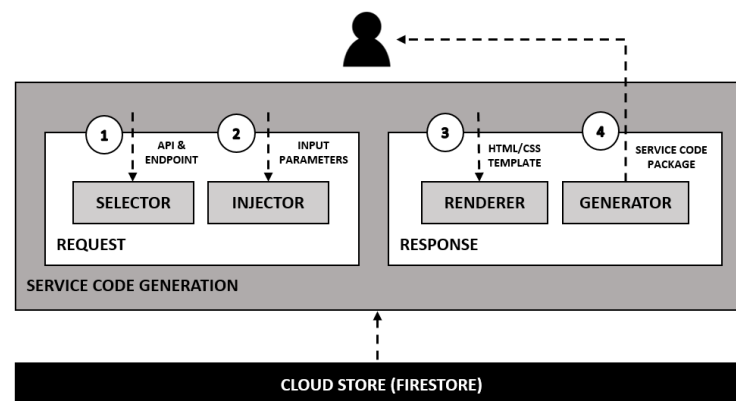 1
API &
ENDPOINT
SELECTOR
2
INPUT
PARAMETERS
INJECTOR
REQUEST
3
HTML/CSS
TEMPLATE
RENDERER
4
SERVICE CODE
PACKAGE
GENERATOR
RESPONSE
SERVICE CODE GENERATION
CLOUD STORE (FIRESTORE)